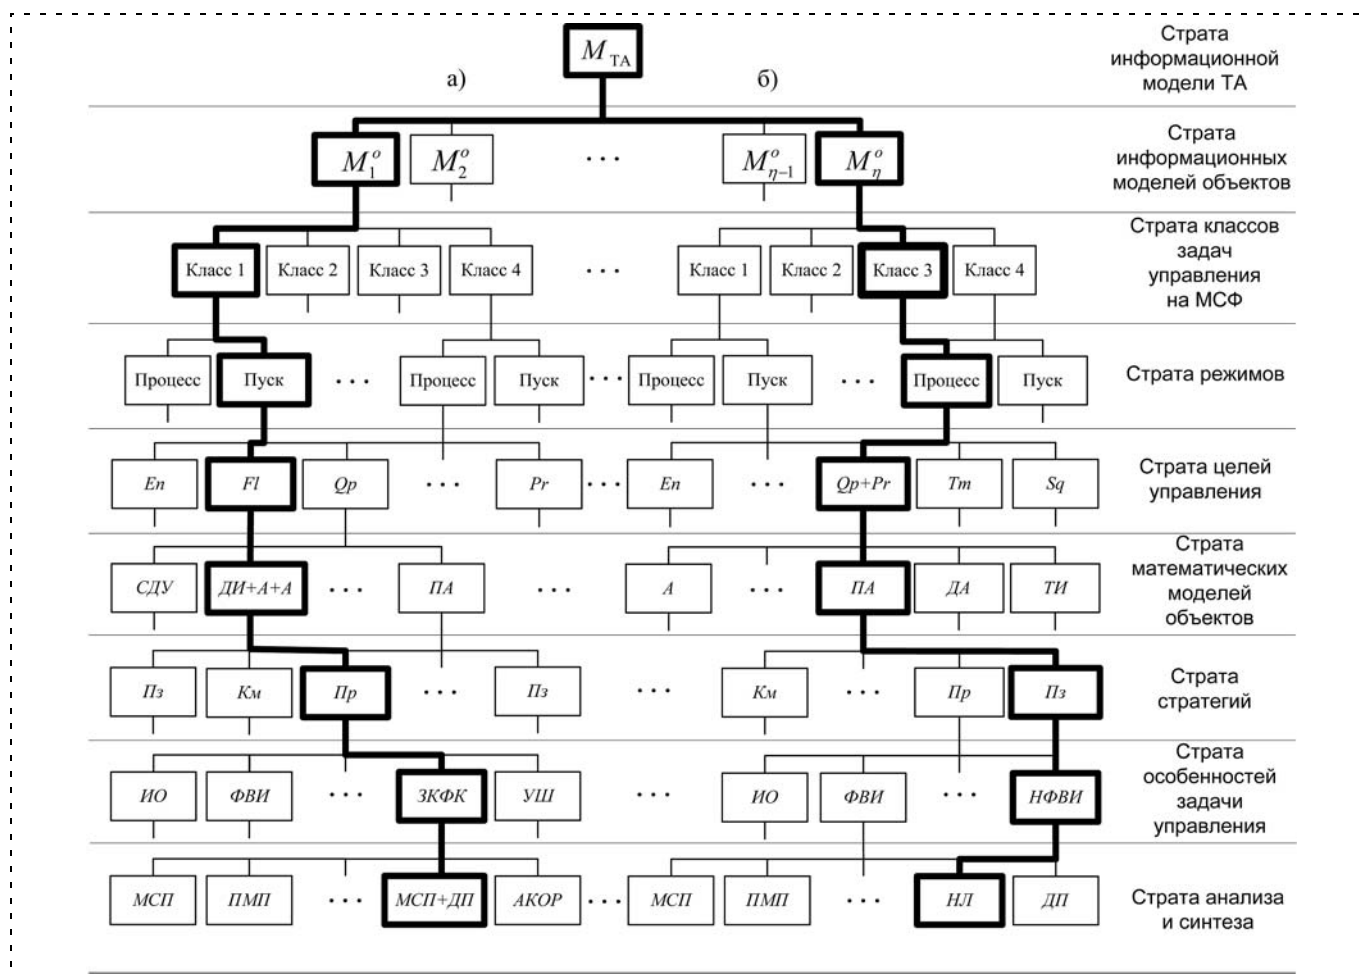 M ТА
а)
б)
Страта
информационной
модели ТА
M₁ᵒ M₂ᵒ ... Mᵒη−1 Mᵒη
Страта
информационных
моделей объектов
Класс 1 Класс 2 Класс 3 Класс 4 ... Класс 1 Класс 2 Класс 3 Класс 4
Страта классов
задач
управления
на МСФ
Процесс Пуск ... Процесс Пуск ... Процесс Пуск ... Процесс Пуск
Страта режимов
En Fl Qp ... Pr ... En ... Qp+Pr Tm Sq
Страта целей
управления
СДУ ДИ+А+А ... ПА ... А ... ПА ДА ТИ
Страта
математических
моделей
объектов
Пз Км Пр ... Пз ... Км ... Пр Пз
Страта
стратегий
ИО ФВИ ... ЗКФК УШ ... ИО ФВИ ... НФВИ
Страта
особенностей
задачи
управления
МСП ПМП ... МСП+ДП АКОР ... МСП ПМП ... НЛ ДП
Страта анализа
и синтеза